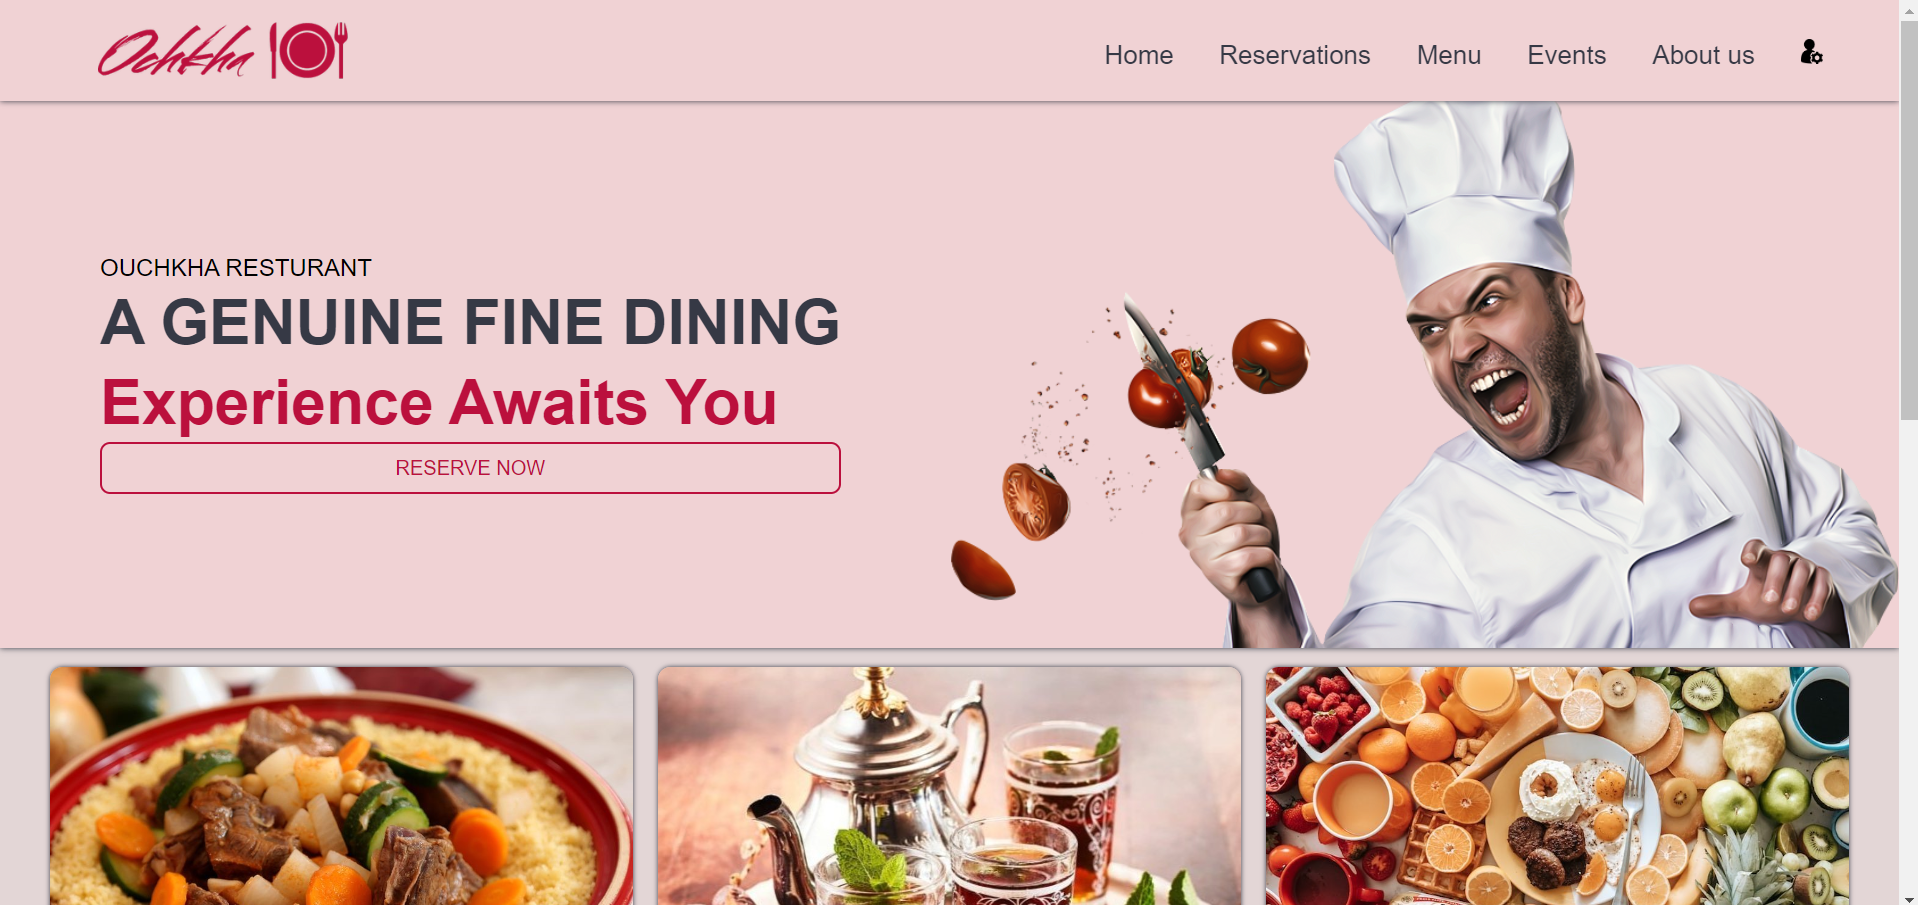 Ochkha
Home Reservations Menu Events About us
OUCHKHA RESTURANT
A GENUINE FINE DINING
Experience Awaits You
RESERVE NOW